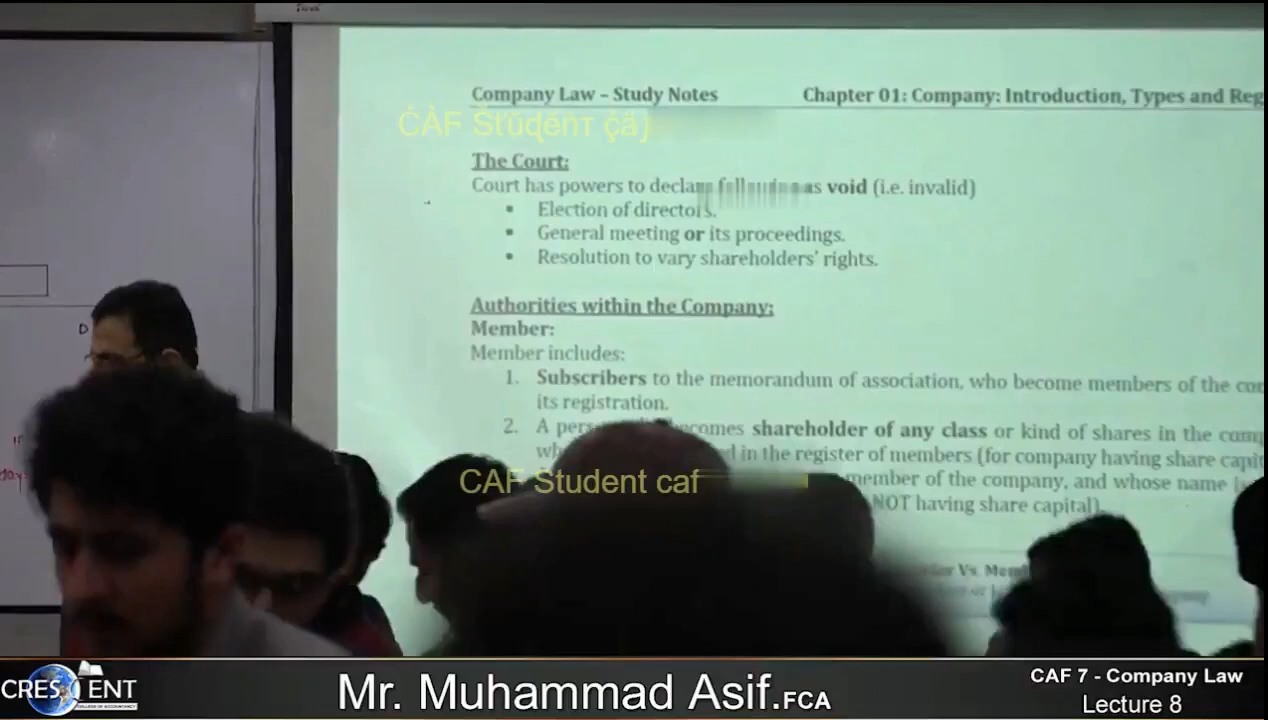 Company Law – Study Notes Chapter 01: Company: Introduction, Types and Reg
The Court:
Court has powers to declare as void (i.e. invalid)
• Election of directors.
• General meeting or its proceedings.
• Resolution to vary shareholders' rights.
Authorities within the Company:
Member:
Member includes:
1. Subscribers to the memorandum of association, who become members of the
its registration.
2. A comes shareholder of any class or kind of shares in the
in the register of members (for company having share
CAF Student caf
member of the company, and whose name
NOT having share capital).
Vs.
D
CRESCENT
Mr. Muhammad Asif.FCA
CAF 7 - Company Law
Lecture 8